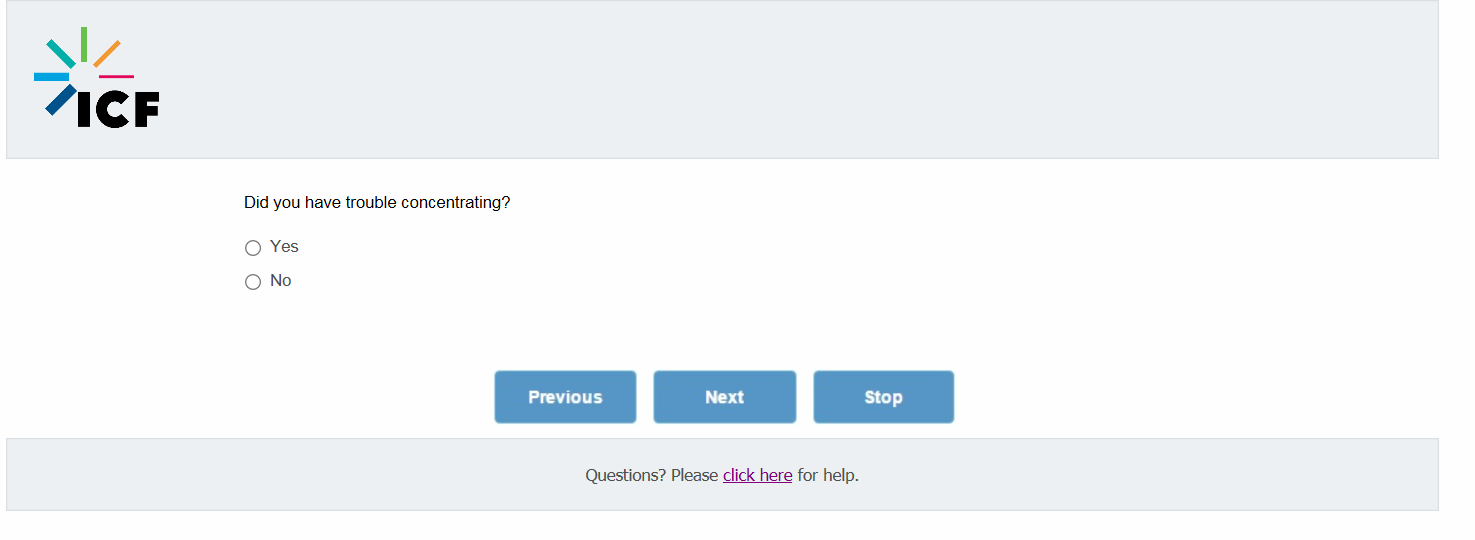 ICF
Did you have trouble concentrating?
Yes
No
Previous
Next
Stop
Questions? Please click here for help.